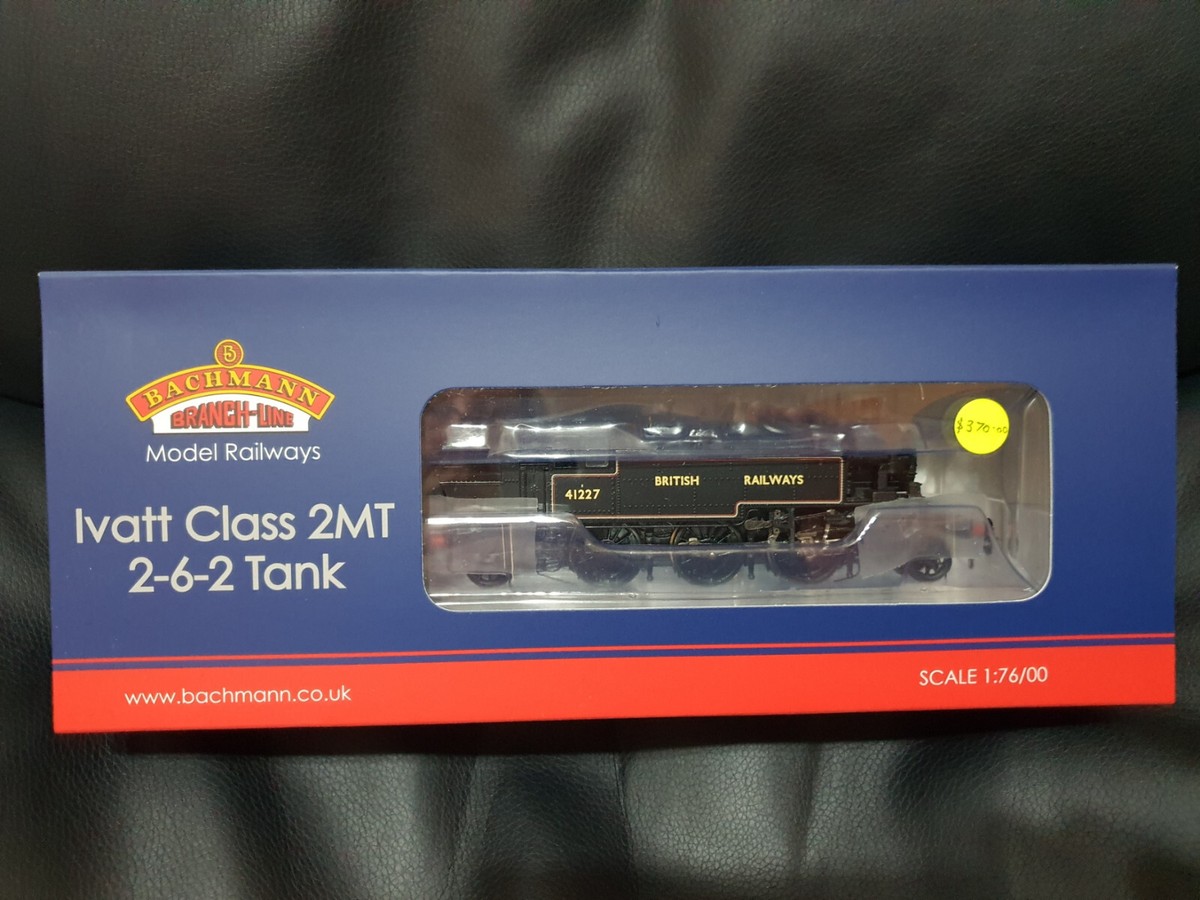 B
BACHMANN
BRANCH-LINE
Model Railways
Ivatt Class 2MT
2-6-2 Tank
$370.00
BRITISH RAILWAYS
41227
www.bachmann.co.uk
SCALE 1:76/00